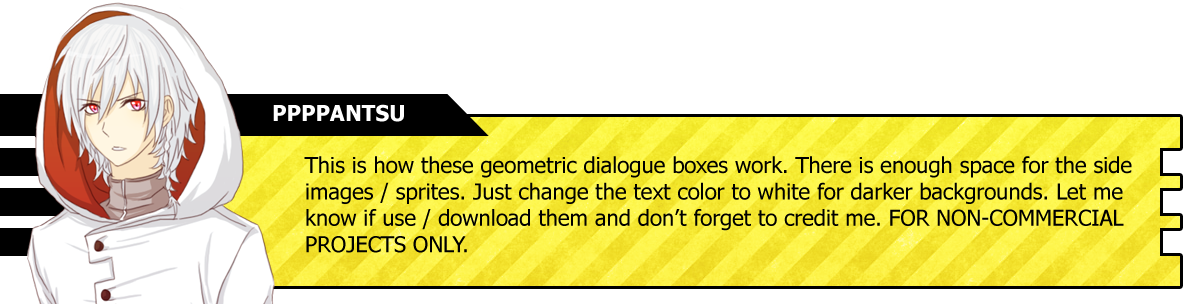 PPPPANTSU
This is how these geometric dialogue boxes work. There is enough space for the side
images / sprites. Just change the text color to white for darker backgrounds. Let me
know if use / download them and don’t forget to credit me. FOR NON-COMMERCIAL
PROJECTS ONLY.